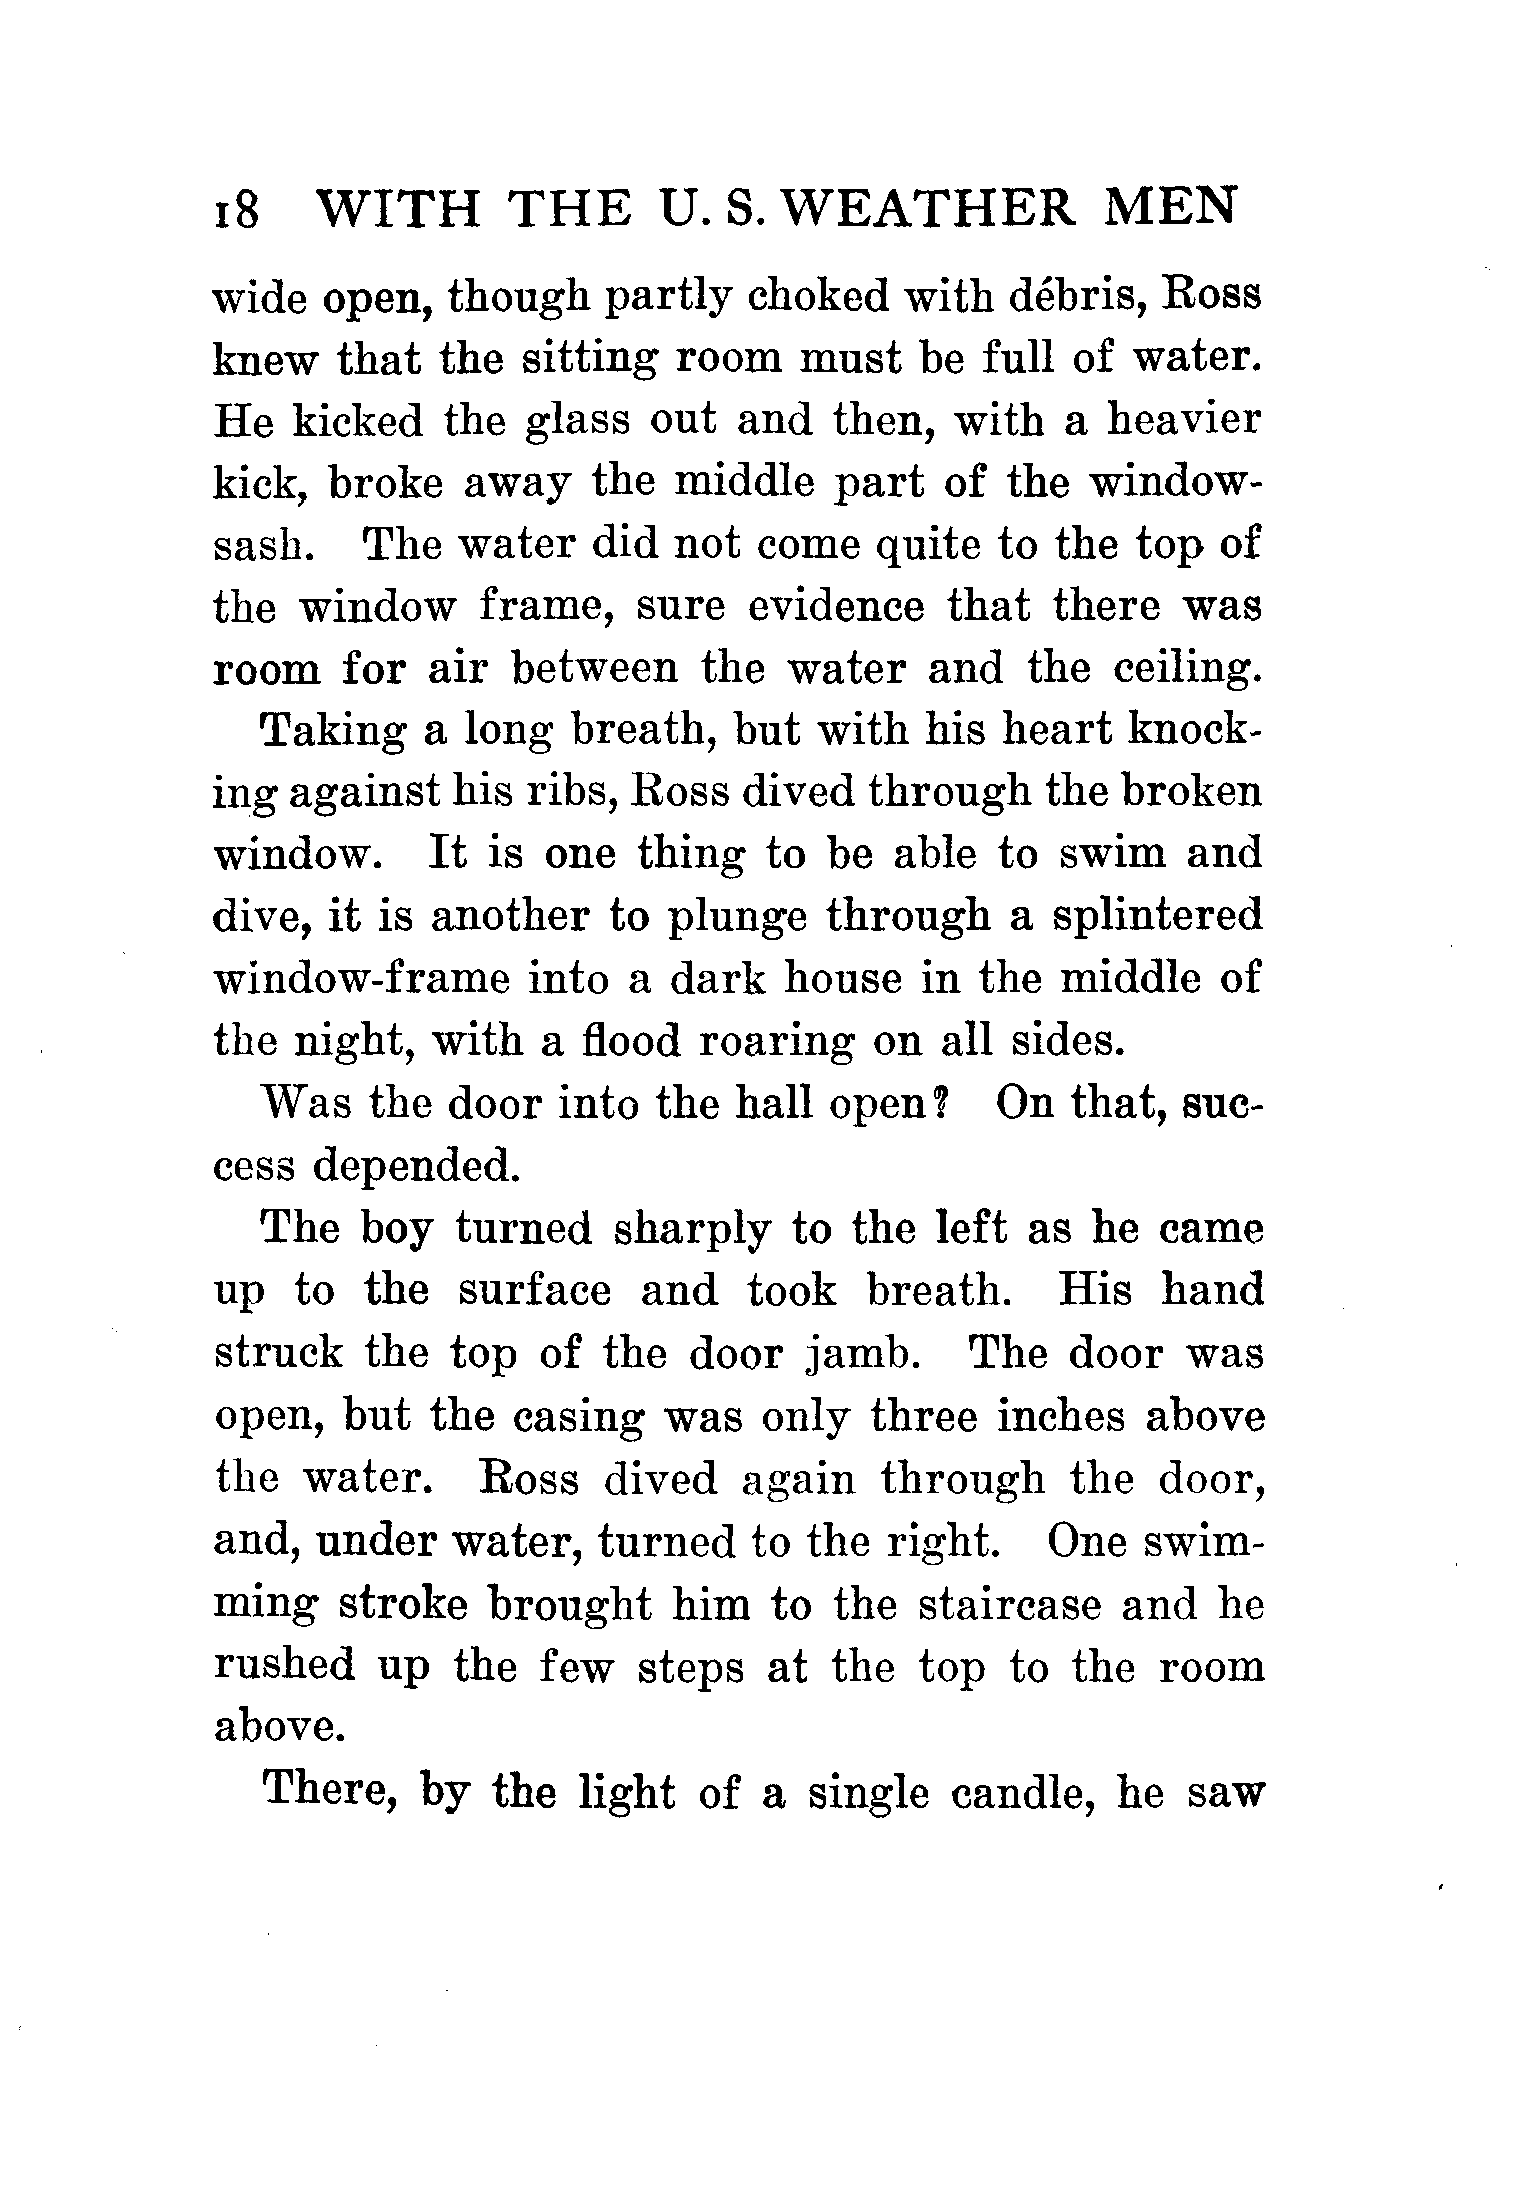 18 WITH THE U. S. WEATHER MEN
wide open, though partly choked with débris, Ross
knew that the sitting room must be full of water.
He kicked the glass out and then, with a heavier
kick, broke away the middle part of the window-
sash. The water did not come quite to the top of
the window frame, sure evidence that there was
room for air between the water and the ceiling.
Taking a long breath, but with his heart knock-
ing against his ribs, Ross dived through the broken
window. It is one thing to be able to swim and
dive, it is another to plunge through a splintered
window-frame into a dark house in the middle of
the night, with a flood roaring on all sides.
Was the door into the hall open? On that, suc-
cess depended.
The boy turned sharply to the left as he came
up to the surface and took breath. His hand
struck the top of the door jamb. The door was
open, but the casing was only three inches above
the water. Ross dived again through the door,
and, under water, turned to the right. One swim-
ming stroke brought him to the staircase and he
rushed up the few steps at the top to the room
above.
There, by the light of a single candle, he saw